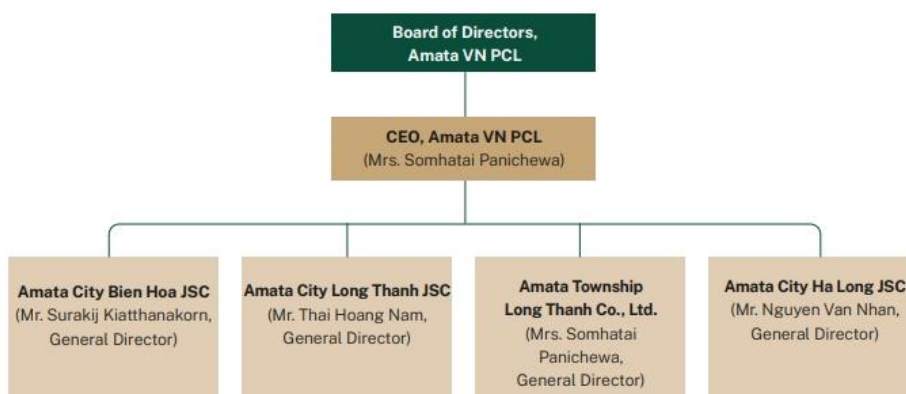 Board of Directors,
Amata VN PCL
CEO, Amata VN PCL
(Mrs. Somhatai Panichewa)
Amata City Bien Hoa JSC
(Mr. Surakij Kiatthanakorn,
General Director)
Amata City Long Thanh JSC
(Mr. Thai Hoang Nam,
General Director)
Amata Township
Long Thanh Co., Ltd.
(Mrs. Somhatai
Panichewa,
General Director)
Amata City Ha Long JSC
(Mr. Nguyen Van Nhan,
General Director)